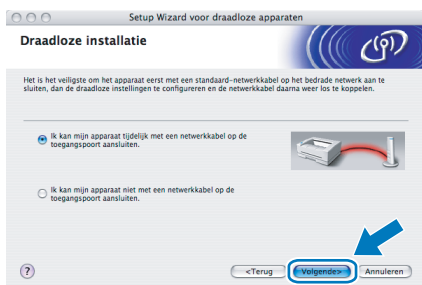 Setup Wizard voor draadloze apparaten
Draadloze installatie
Het is het veiligste om het apparaat eerst met een standaard-netwerkkabel op het bedrade netwerk aan te
sluiten, dan de draadloze instellingen te configureren en de netwerkkabel daarna weer los te koppelen.
Ik kan mijn apparaat tijdelijk met een netwerkkabel op de
toegangspoort aansluiten.
Ik kan mijn apparaat niet met een netwerkkabel op de
toegangspoort aansluiten.
?
<Terug
Volgende>
Annuleren